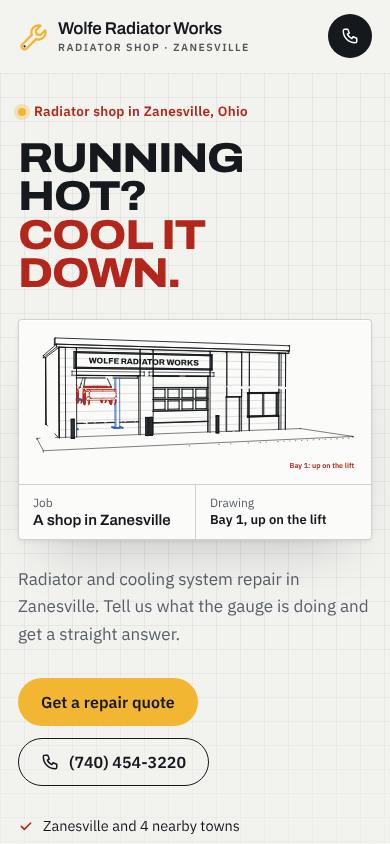 Wolfe Radiator Works
RADIATOR SHOP · ZANESVILLE
Radiator shop in Zanesville, Ohio
RUNNING
HOT?
COOL IT
DOWN.
WOLFE RADIATOR WORKS
Bay 1: up on the lift
Job
A shop in Zanesville
Drawing
Bay 1, up on the lift
Radiator and cooling system repair in
Zanesville. Tell us what the gauge is doing and
get a straight answer.
Get a repair quote
(740) 454-3220
Zanesville and 4 nearby towns